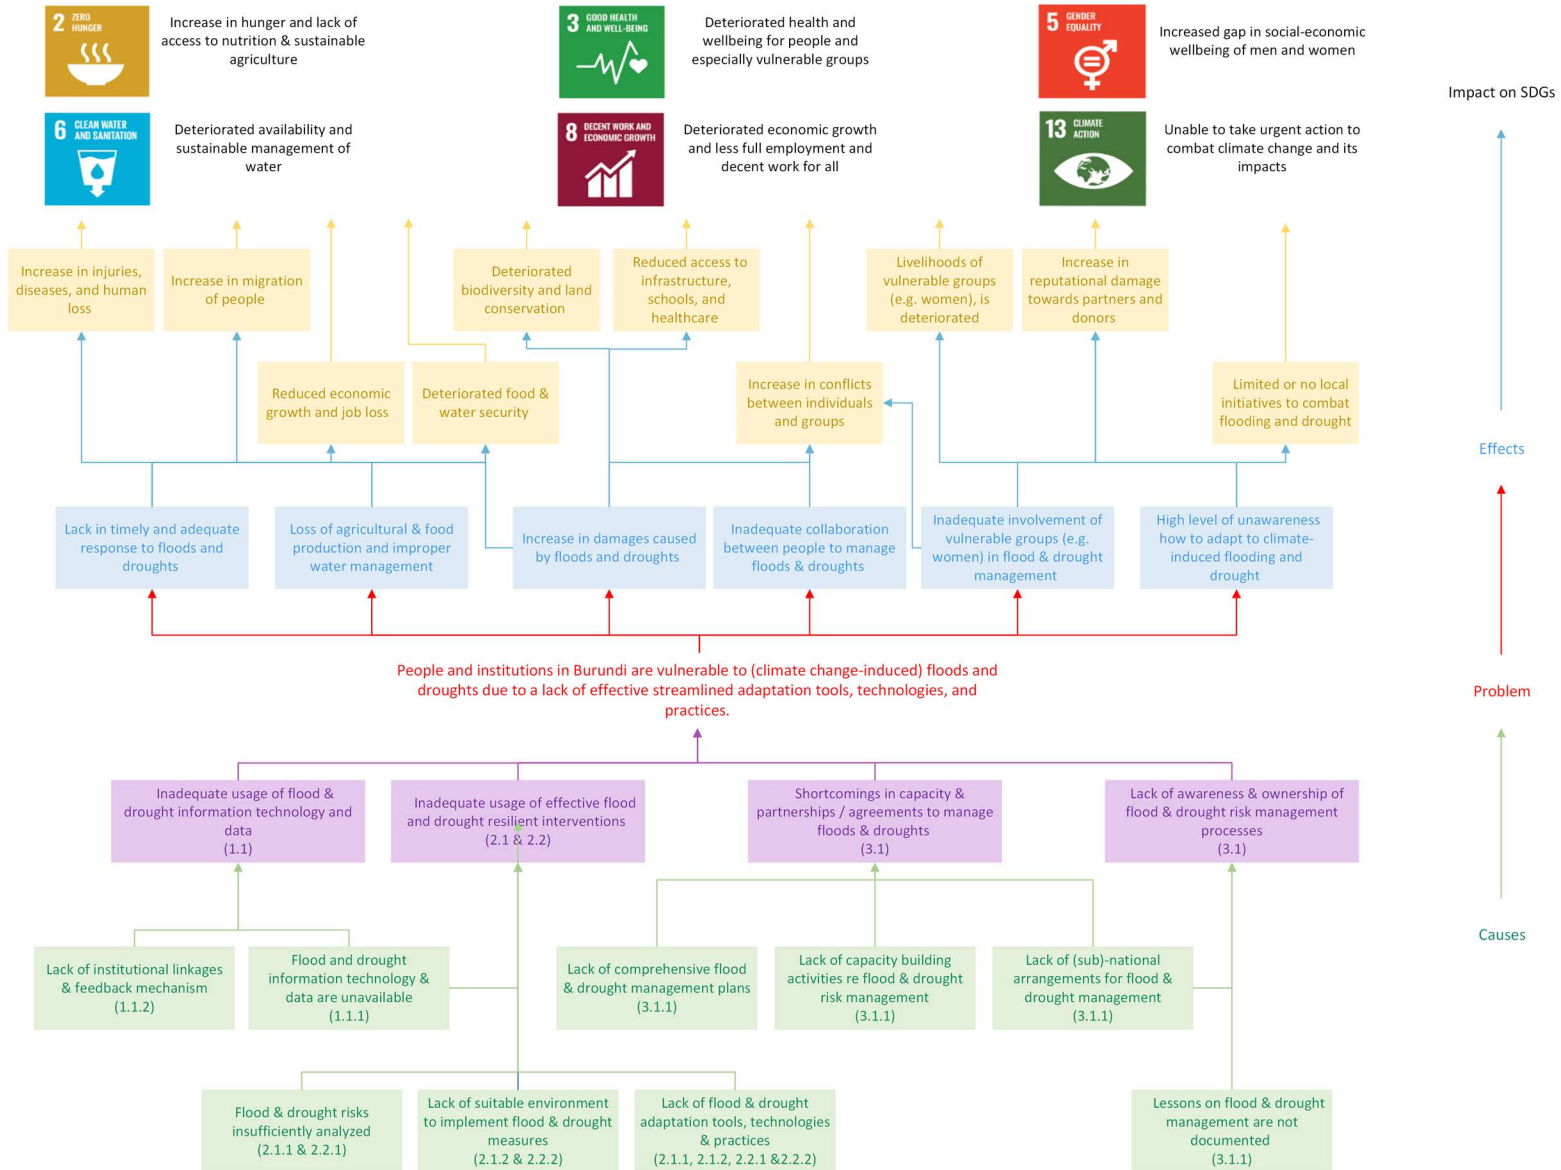 2 ZERO
HUNGER
Increase in hunger and lack of
access to nutrition & sustainable
agriculture
3 GOOD HEALTH
AND WELL-BEING
Deteriorated health and
wellbeing for people and
especially vulnerable groups
5 GENDER
EQUALITY
Increased gap in social-economic
wellbeing of men and women
Impact on SDGs
6 CLEAN WATER
AND SANITATION
Deteriorated availability and
sustainable management of
water
8 DECENT WORK AND
ECONOMIC GROWTH
Deteriorated economic growth
and less full employment and
decent work for all
13 CLIMATE
ACTION
Unable to take urgent action to
combat climate change and its
impacts
Increase in injuries,
diseases, and human
loss
Increase in migration
of people
Deteriorated
biodiversity and land
conservation
Reduced access to
infrastructure,
schools, and
healthcare
Livelihoods of
vulnerable groups
(e.g. women), is
deteriorated
Increase in
reputational damage
towards partners and
donors
Reduced economic
growth and job loss
Deteriorated food &
water security
Increase in conflicts
between individuals
and groups
Limited or no local
initiatives to combat
flooding and drought
Effects
Lack in timely and adequate
response to floods and
droughts
Loss of agricultural & food
production and improper
water management
Increase in damages caused
by floods and droughts
Inadequate collaboration
between people to manage
floods & droughts
Inadequate involvement of
vulnerable groups (e.g.
women) in flood & drought
management
High level of unawareness
how to adapt to climate-
induced flooding and
drought
People and institutions in Burundi are vulnerable to (climate change-induced) floods and
droughts due to a lack of effective streamlined adaptation tools, technologies, and
practices.
Problem
Inadequate usage of flood &
drought information technology and
data
(1.1)
Inadequate usage of effective flood
and drought resilient interventions
(2.1 & 2.2)
Shortcomings in capacity &
partnerships / agreements to manage
floods & droughts
(3.1)
Lack of awareness & ownership of
flood & drought risk management
processes
(3.1)
Causes
Lack of institutional linkages
& feedback mechanism
(1.1.2)
Flood and drought
information technology &
data are unavailable
(1.1.1)
Lack of comprehensive flood
& drought management plans
(3.1.1)
Lack of capacity building
activities re flood & drought
risk management
(3.1.1)
Lack of (sub)-national
arrangements for flood &
drought management
(3.1.1)
Flood & drought risks
insufficiently analyzed
(2.1.1 & 2.2.1)
Lack of suitable environment
to implement flood & drought
measures
(2.1.2 & 2.2.2)
Lack of flood & drought
adaptation tools, technologies
& practices
(2.1.1, 2.1.2, 2.2.1 &2.2.2)
Lessons on flood & drought
management are not
documented
(3.1.1)